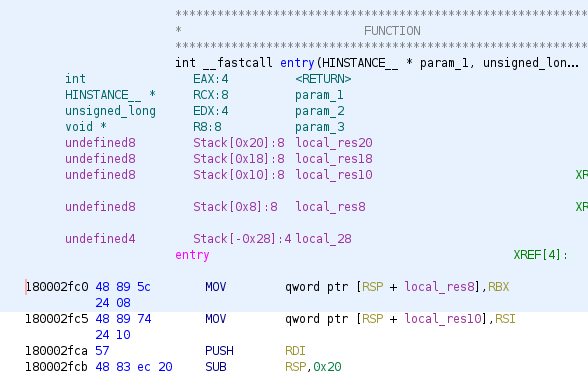 ************************************************************
* FUNCTION
************************************************************
int __fastcall entry(HINSTANCE__ * param_1, unsigned_lon...
int EAX:4 <RETURN>
HINSTANCE__ * RCX:8 param_1
unsigned_long EDX:4 param_2
void * R8:8 param_3
undefined8 Stack[0x20]:8 local_res20
undefined8 Stack[0x18]:8 local_res18
undefined8 Stack[0x10]:8 local_res10 XR
undefined8 Stack[0x8]:8 local_res8 XR
undefined4 Stack[-0x28]:4 local_28
entry XREF[4]:
180002fc0 48 89 5c MOV qword ptr [RSP + local_res8],RBX
24 08
180002fc5 48 89 74 MOV qword ptr [RSP + local_res10],RSI
24 10
180002fca 57 PUSH RDI
180002fcb 48 83 ec 20 SUB RSP,0x20